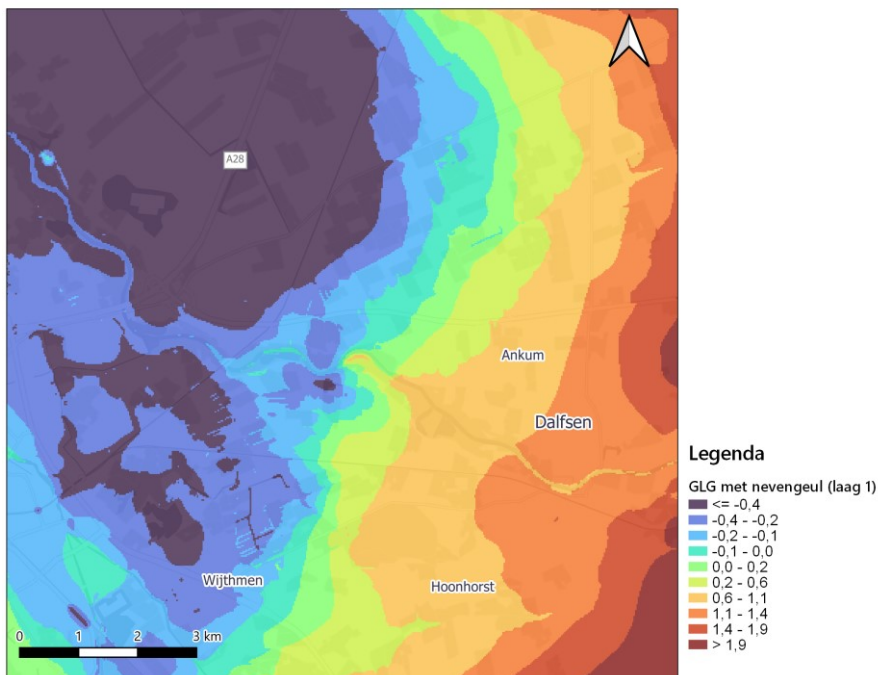 A28
Ankum
Dalfsen
Wijthmen
Hoonhorst
0 1 2 3 km
Legenda
GLG met nevengeul (laag 1)
<= -0,4
-0,4 - -0,2
-0,2 - -0,1
-0,1 - 0,0
0,0 - 0,2
0,2 - 0,6
0,6 - 1,1
1,1 - 1,4
1,4 - 1,9
> 1,9